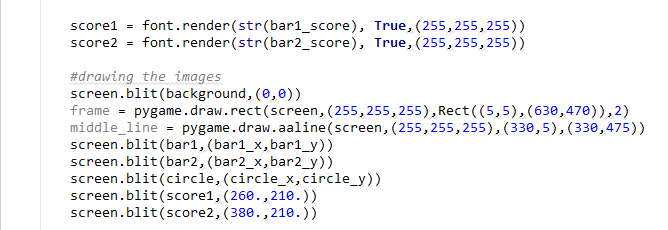 score1 = font.render(str(bar1_score), True,(255,255,255))
score2 = font.render(str(bar2_score), True,(255,255,255))
#drawing the images
screen.blit(background,(0,0))
frame = pygame.draw.rect(screen,(255,255,255),Rect((5,5),(630,470)),2)
middle_line = pygame.draw.aaline(screen,(255,255,255),(330,5),(330,475))
screen.blit(bar1,(bar1_x,bar1_y))
screen.blit(bar2,(bar2_x,bar2_y))
screen.blit(circle,(circle_x,circle_y))
screen.blit(score1,(260.,210.))
screen.blit(score2,(380.,210.))